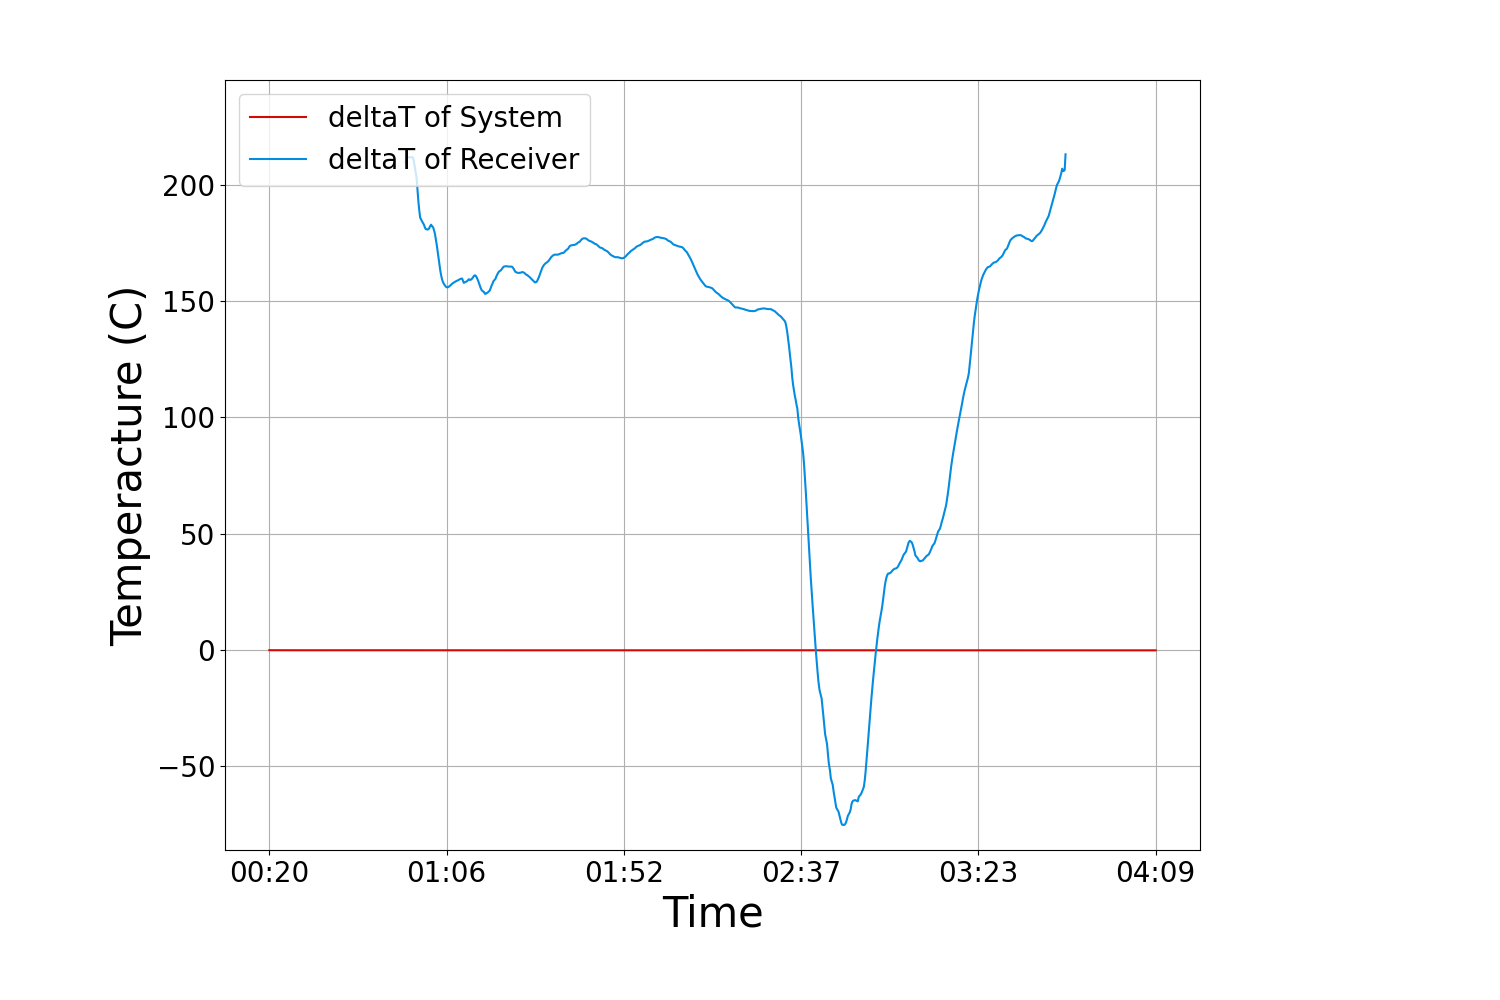 deltaT of System
deltaT of Receiver
200
150
100
50
0
−50
Temperacture (C)
00:20 01:06 01:52 02:37 03:23 04:09
Time